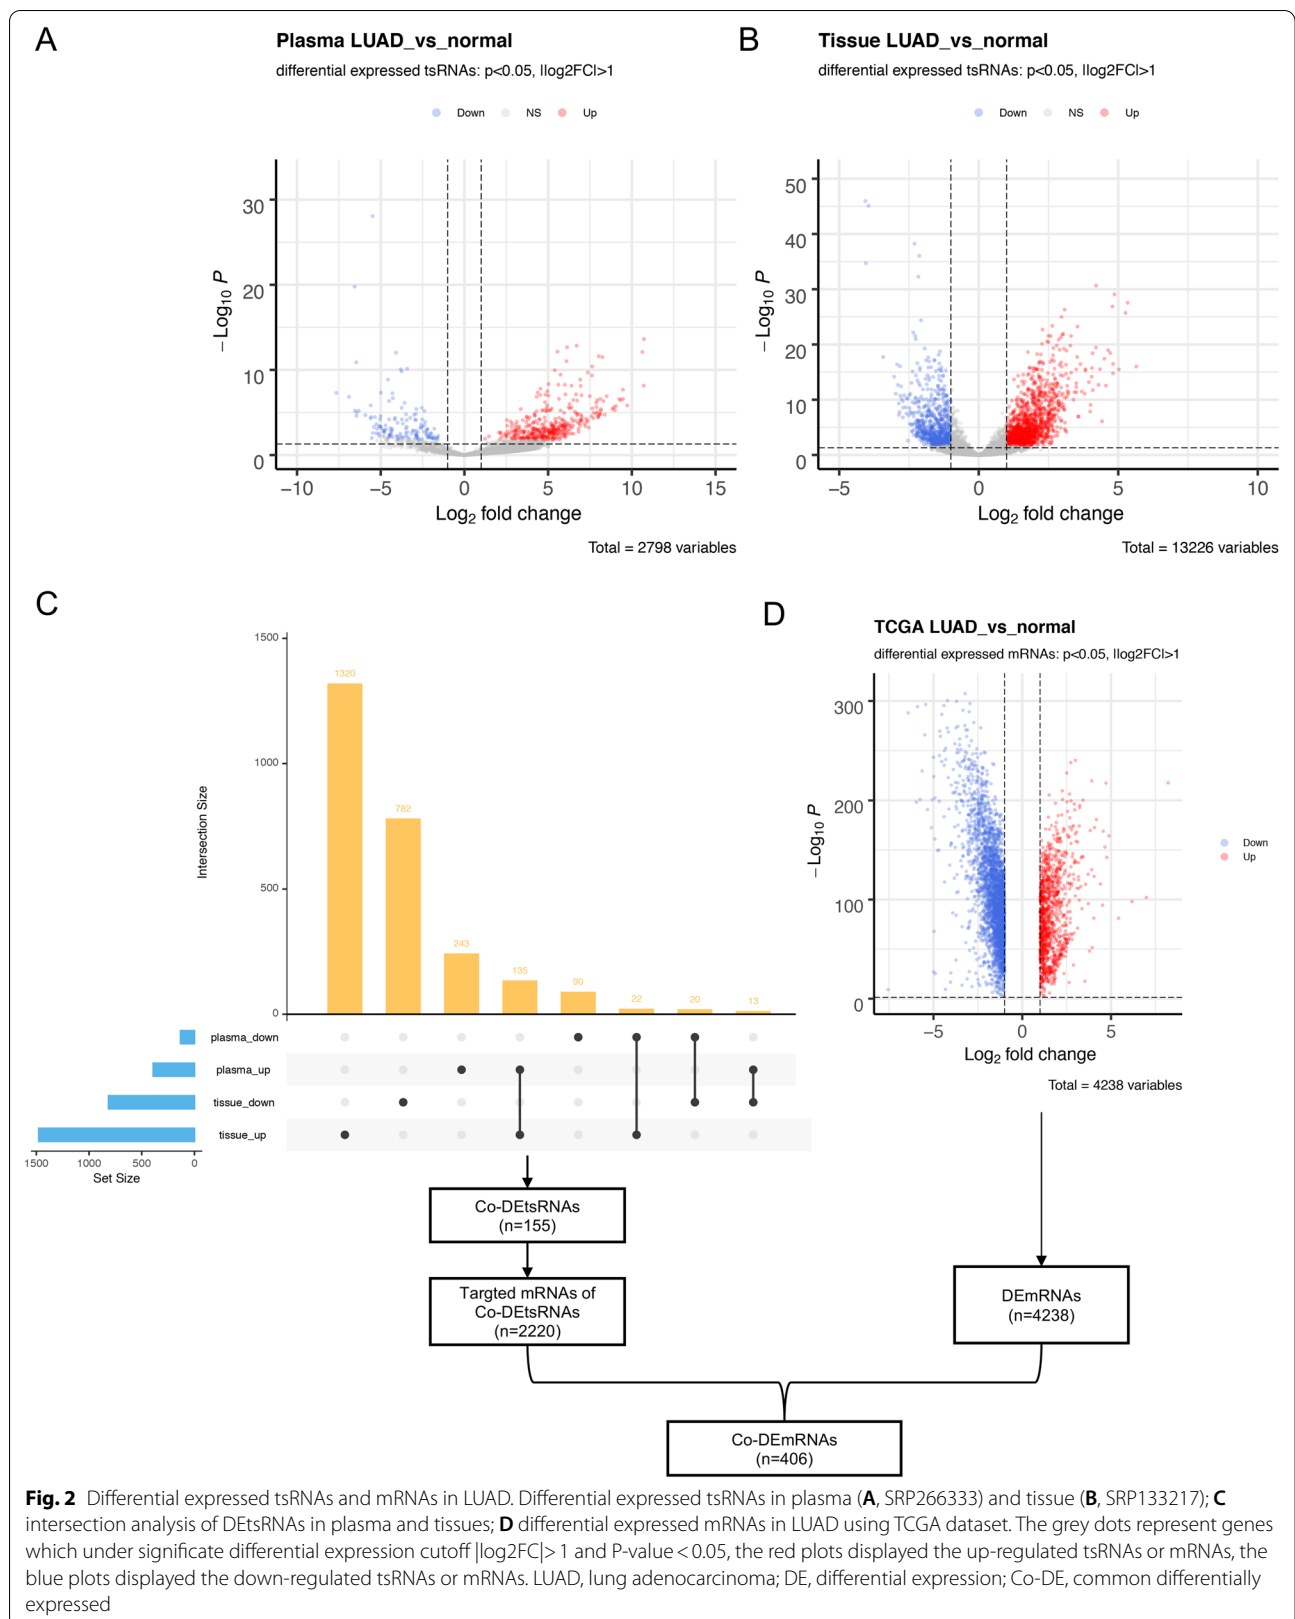 A
Plasma LUAD_vs_normal
differential expressed tsRNAs: p<0.05, |log2FC|>1
Down NS Up
30
20
10
0
−Log10 P
−10 −5 0 5 10 15
Log2 fold change
Total = 2798 variables
B
Tissue LUAD_vs_normal
differential expressed tsRNAs: p<0.05, |log2FC|>1
Down NS Up
50
40
30
20
10
0
−Log10 P
−5 0 5 10
Log2 fold change
Total = 13226 variables
C
1500
1000
500
0
Intersection Size
1320
782
243
135
90
22
20
13
plasma_down
plasma_up
tissue_down
tissue_up
1500 1000 500 0
Set Size
D
TCGA LUAD_vs_normal
differential expressed mRNAs: p<0.05, |log2FC|>1
300
200
100
0
−Log10 P
−5 0 5
Log2 fold change
Down
Up
Total = 4238 variables
Co-DEtsRNAs
(n=155)
Targted mRNAs of
Co-DEtsRNAs
(n=2220)
DEmRNAs
(n=4238)
Co-DEmRNAs
(n=406)
Fig. 2 Differential expressed tsRNAs and mRNAs in LUAD. Differential expressed tsRNAs in plasma (A, SRP266333) and tissue (B, SRP133217); C
intersection analysis of DEtsRNAs in plasma and tissues; D differential expressed mRNAs in LUAD using TCGA dataset. The grey dots represent genes
which under significate differential expression cutoff |log2FC| > 1 and P-value < 0.05, the red plots displayed the up-regulated tsRNAs or mRNAs, the
blue plots displayed the down-regulated tsRNAs or mRNAs. LUAD, lung adenocarcinoma; DE, differential expression; Co-DE, common differentially
expressed